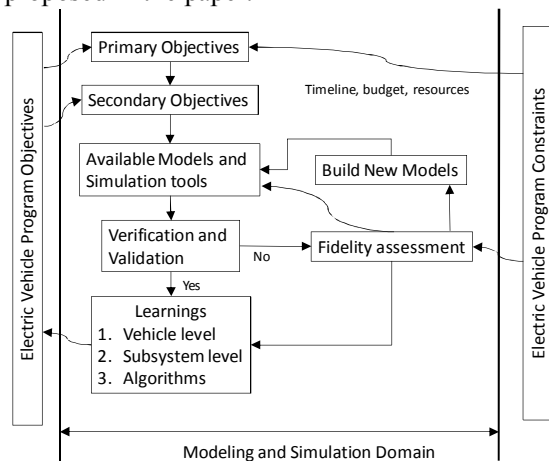 proposed in the paper.
Electric Vehicle Program Objectives
Primary Objectives
Secondary Objectives
Timeline, budget, resources
Available Models and
Simulation tools
Build New Models
Verification and
Validation
No
Fidelity assessment
Yes
Learnings
1. Vehicle level
2. Subsystem level
3. Algorithms
Modeling and Simulation Domain
Electric Vehicle Program Constraints